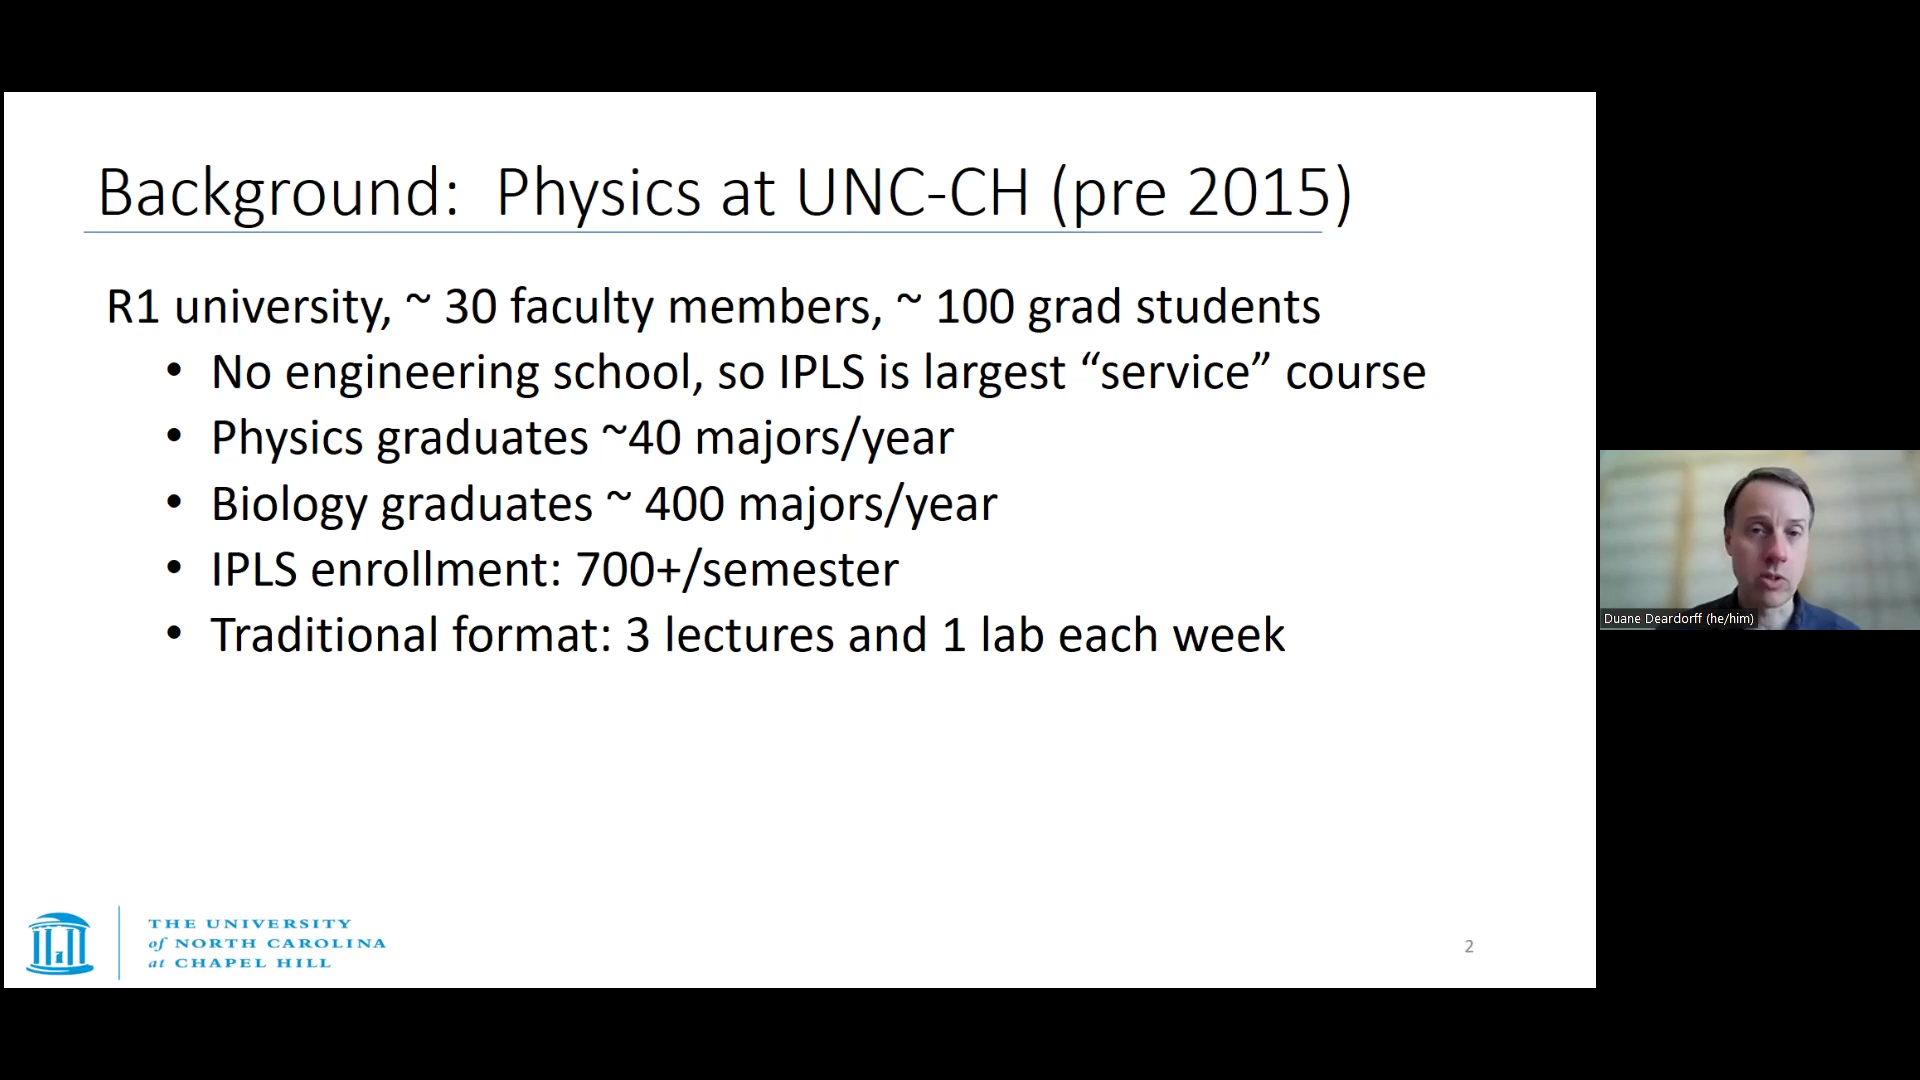 Background: Physics at UNC-CH (pre 2015)
R1 university, ~ 30 faculty members, ~ 100 grad students
• No engineering school, so IPLS is largest “service” course
• Physics graduates ~40 majors/year
• Biology graduates ~ 400 majors/year
• IPLS enrollment: 700+/semester
• Traditional format: 3 lectures and 1 lab each week
Duane Deardorff (he/him)
THE UNIVERSITY
of NORTH CAROLINA
at CHAPEL HILL
2